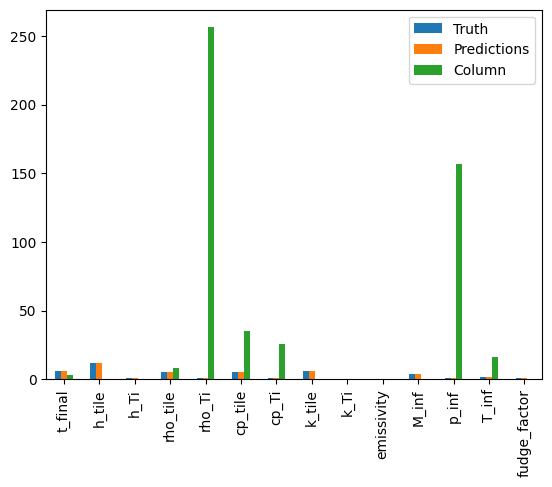 Truth
Predictions
Column
250
200
150
100
50
0
t_final
h_tile
h_Ti
rho_tile
rho_Ti
cp_tile
cp_Ti
k_tile
k_Ti
emissivity
M_inf
p_inf
T_inf
fudge_factor